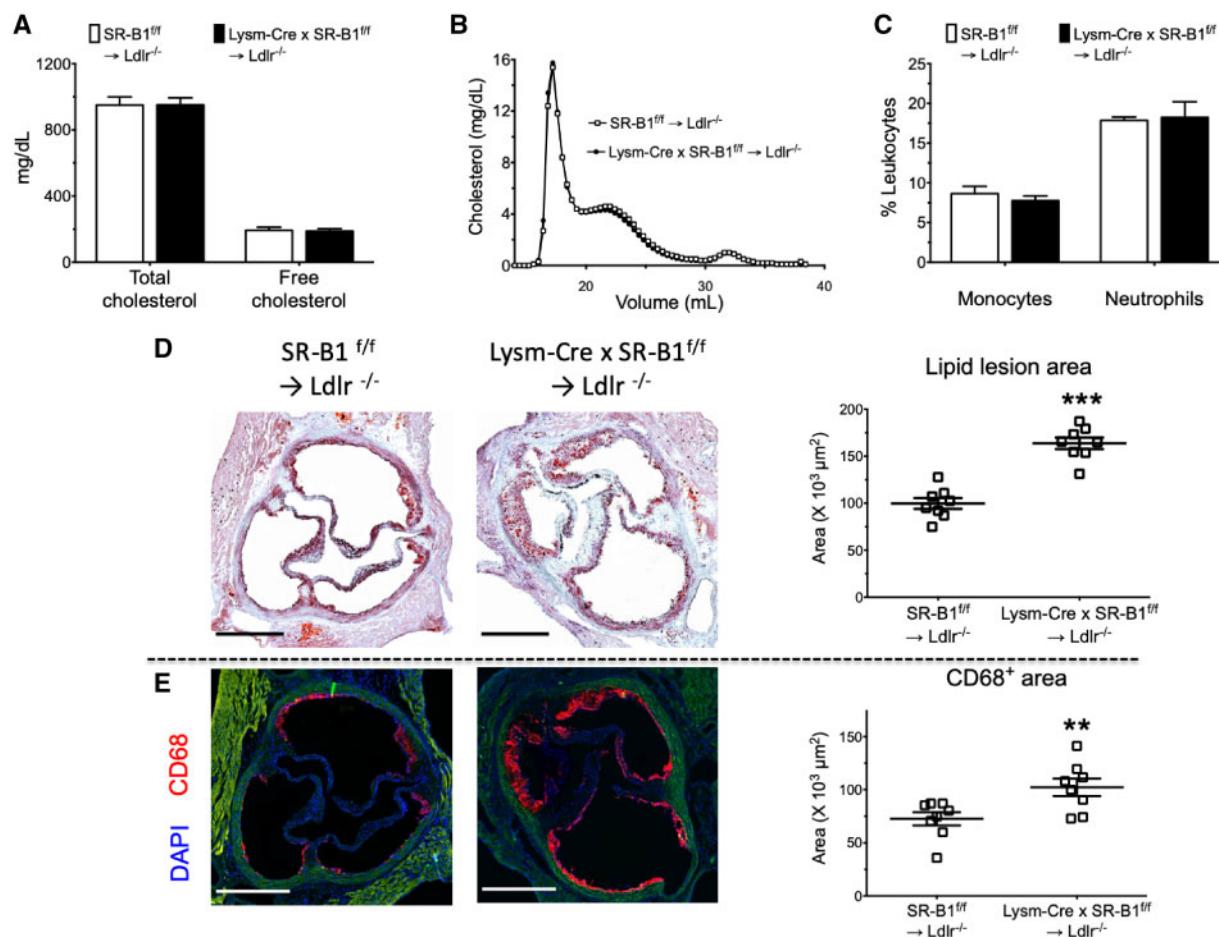 A
SR-B1f/f
→ Ldlr-/-
Lysm-Cre x SR-B1f/f
→ Ldlr-/-
mg/dL
1200
900
600
300
0
Total
cholesterol
Free
cholesterol
B
Cholesterol (mg/dL)
16
12
8
4
0
SR-B1f/f → Ldlr-/-
Lysm-Cre x SR-B1f/f → Ldlr-/-
20
30
40
Volume (mL)
C
SR-B1f/f
→ Ldlr-/-
Lysm-Cre x SR-B1f/f
→ Ldlr-/-
% Leukocytes
25
20
15
10
5
0
Monocytes
Neutrophils
D
SR-B1 f/f
→ Ldlr -/-
Lysm-Cre x SR-B1f/f
→ Ldlr -/-
Lipid lesion area
***
Area (X 10³ µm²)
200
150
100
50
0
SR-B1f/f
→ Ldlr-/-
Lysm-Cre x SR-B1f/f
→ Ldlr-/-
E
DAPI CD68
CD68+ area
**
Area (X 10³ µm²)
150
100
50
0
SR-B1f/f
→ Ldlr-/-
Lysm-Cre x SR-B1f/f
→ Ldlr-/-